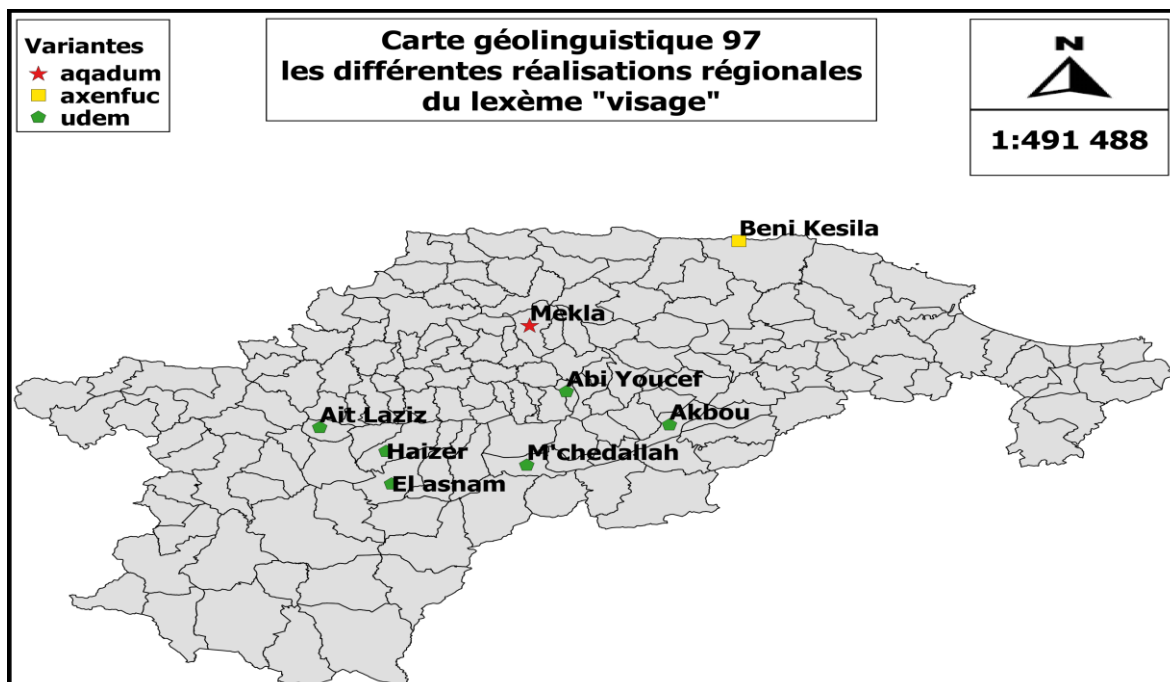 Variantes
aqadum
axenfuc
udem
Carte géolinguistique 97
les différentes réalisations régionales
du lexème "visage"
N
1:491 488
Beni Kesila
Mekla
Abi Youcef
Ait Laziz
Akbou
Haizer
M'chedallah
El asnam